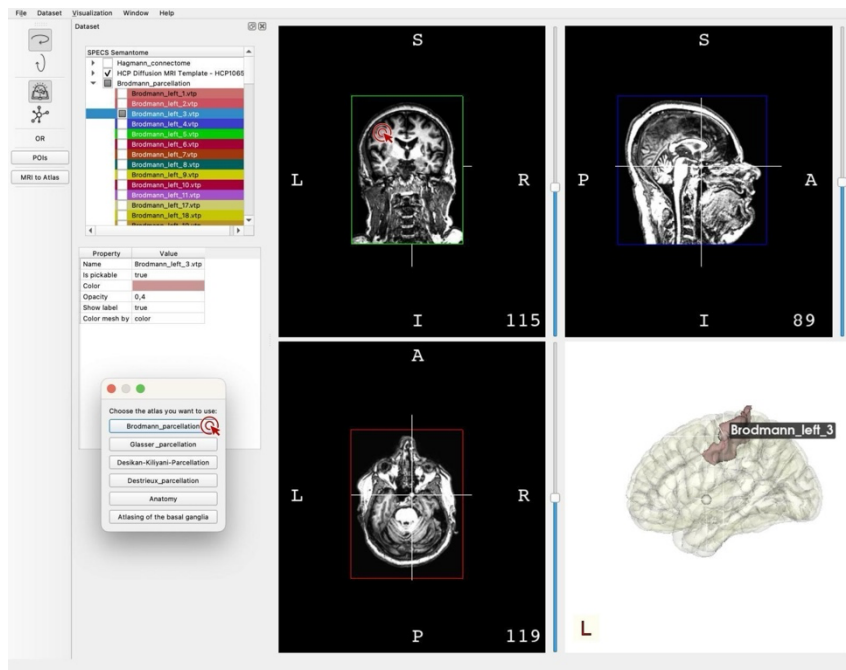 File Dataset Visualization Window Help
Dataset
SPECS Semantome
Hagmann_connectome
HCP Diffusion MRI Template - HCP1065
Brodmann_parcellation
Brodmann_left_1.vtp
Brodmann_left_2.vtp
Brodmann_left_3.vtp
Brodmann_left_4.vtp
Brodmann_left_5.vtp
Brodmann_left_6.vtp
Brodmann_left_7.vtp
Brodmann_left_8.vtp
Brodmann_left_9.vtp
Brodmann_left_10.vtp
Brodmann_left_11.vtp
Brodmann_left_17.vtp
Brodmann_left_18.vtp
OR
POIs
MRI to Atlas
Property Value
Name Brodmann_left_3.vtp
Is pickable true
Color
Opacity 0,4
Show label true
Color mesh by color
Choose the atlas you want to use:
Brodmann_parcellation
Glasser_parcellation
Desikan-Kiliyani-Parcellation
Destrieux_parcellation
Anatomy
Atlasing of the basal ganglia
S
L R
I 115
S
P A
I 89
A
L R
P 119
Brodmann_left_3
L